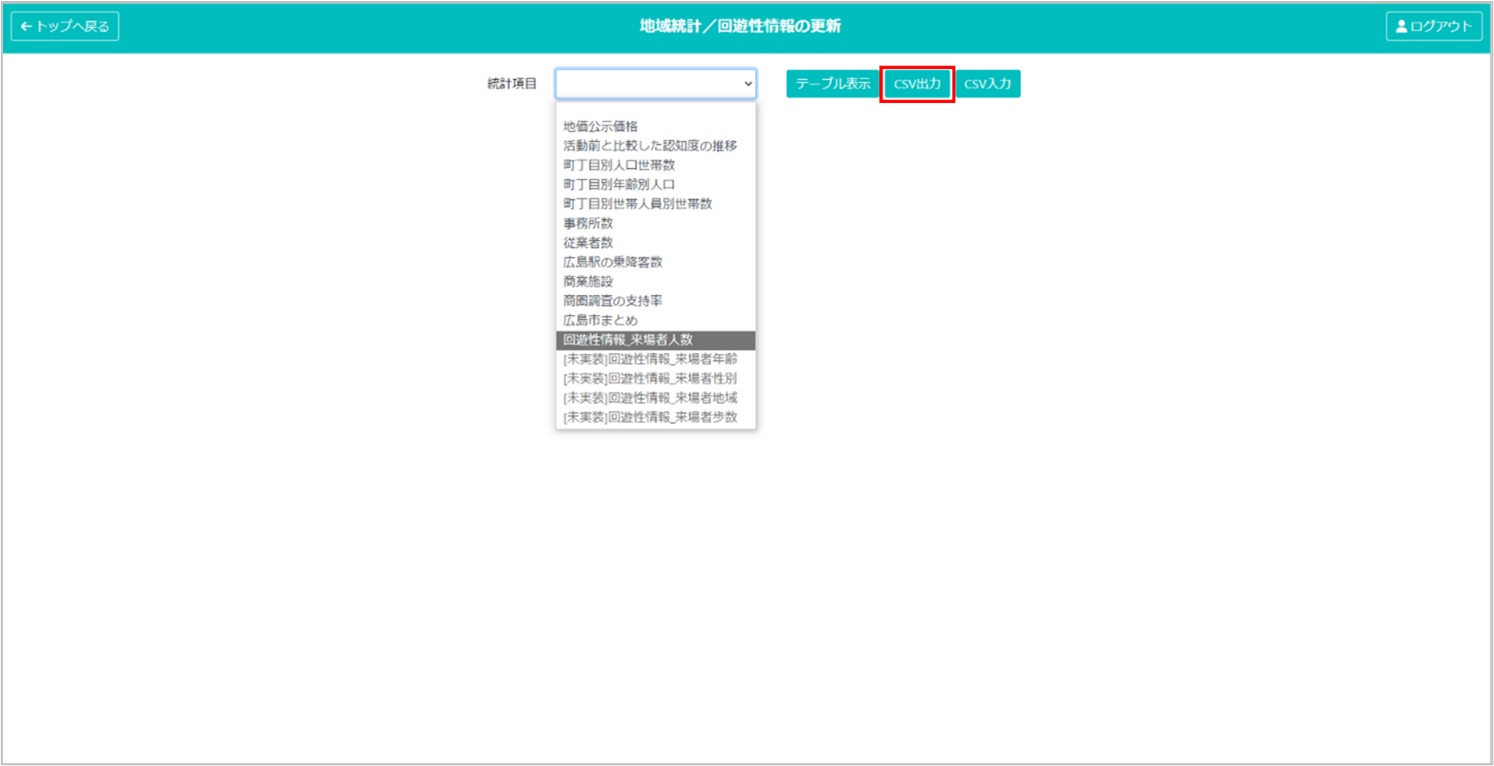 ←トップへ戻る
地域統計／回遊性情報の更新
ログアウト
統計項目
テーブル表示
CSV出力
CSV入力
地価公示価格
活動前と比較した認知度の推移
町丁目別人口世帯数
町丁目別年齢別人口
町丁目別世帯人員別世帯数
事務所数
従業者数
広島駅の乗降客数
商業施設
商圏調査の支持率
広島市まとめ
回遊性情報_来場者人数
[未実装]回遊性情報_来場者年齢
[未実装]回遊性情報_来場者性別
[未実装]回遊性情報_来場者地域
[未実装]回遊性情報_来場者歩数